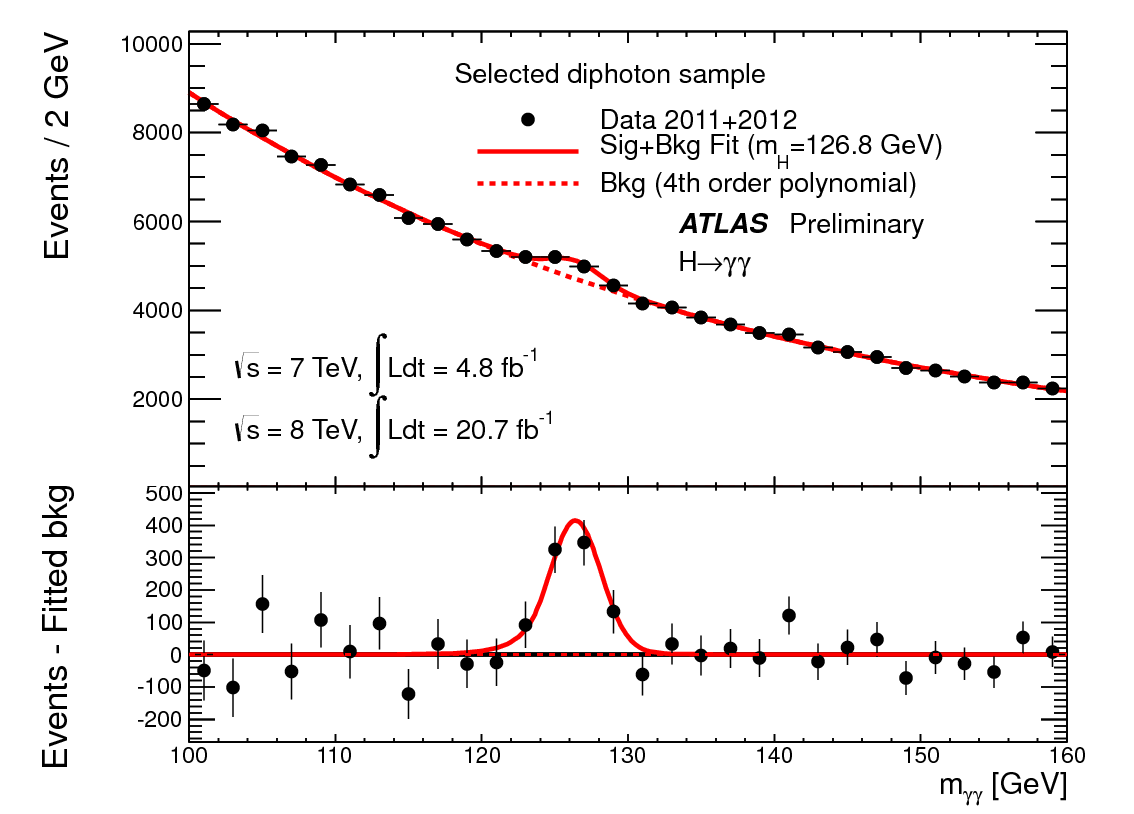 Events / 2 GeV
10000
8000
6000
4000
2000
Selected diphoton sample
Data 2011+2012
Sig+Bkg Fit (m_H=126.8 GeV)
Bkg (4th order polynomial)
ATLAS Preliminary
H→γγ
√s = 7 TeV, ∫Ldt = 4.8 fb⁻¹
√s = 8 TeV, ∫Ldt = 20.7 fb⁻¹
Events - Fitted bkg
500
400
300
200
100
0
-100
-200
100 110 120 130 140 150 160
m_γγ [GeV]